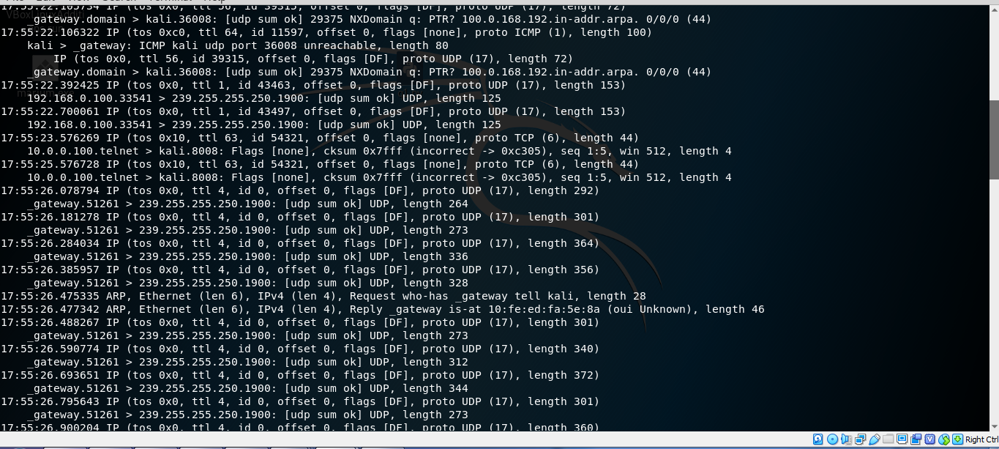 VBoxLinuxAdditi
_gateway.domain > kali.36008: [udp sum ok] 29375 NXDomain q: PTR? 100.0.168.192.in-addr.arpa. 0/0/0 (44)
17:55:22.106322 IP (tos 0xc0, ttl 64, id 11597, offset 0, flags [none], proto ICMP (1), length 100)
kali > _gateway: ICMP kali udp port 36008 unreachable, length 80
IP (tos 0x0, ttl 56, id 39315, offset 0, flags [DF], proto UDP (17), length 72)
_gateway.domain > kali.36008: [udp sum ok] 29375 NXDomain q: PTR? 100.0.168.192.in-addr.arpa. 0/0/0 (44)
17:55:22.392425 IP (tos 0x0, ttl 1, id 43463, offset 0, flags [DF], proto UDP (17), length 153)
192.168.0.100.33541 > 239.255.255.250.1900: [udp sum ok] UDP, length 125
17:55:22.700061 IP (tos 0x0, ttl 1, id 43497, offset 0, flags [DF], proto UDP (17), length 153)
192.168.0.100.33541 > 239.255.255.250.1900: [udp sum ok] UDP, length 125
17:55:23.576269 IP (tos 0x10, ttl 63, id 54321, offset 0, flags [none], proto TCP (6), length 44)
10.0.0.100.telnet > kali.8008: Flags [none], cksum 0x7fff (incorrect -> 0xc305), seq 1:5, win 512, length 4
17:55:25.576728 IP (tos 0x10, ttl 63, id 54321, offset 0, flags [none], proto TCP (6), length 44)
10.0.0.100.telnet > kali.8008: Flags [none], cksum 0x7fff (incorrect -> 0xc305), seq 1:5, win 512, length 4
17:55:26.078794 IP (tos 0x0, ttl 4, id 0, offset 0, flags [DF], proto UDP (17), length 292)
_gateway.51261 > 239.255.255.250.1900: [udp sum ok] UDP, length 264
17:55:26.181278 IP (tos 0x0, ttl 4, id 0, offset 0, flags [DF], proto UDP (17), length 301)
_gateway.51261 > 239.255.255.250.1900: [udp sum ok] UDP, length 273
17:55:26.284034 IP (tos 0x0, ttl 4, id 0, offset 0, flags [DF], proto UDP (17), length 364)
_gateway.51261 > 239.255.255.250.1900: [udp sum ok] UDP, length 336
17:55:26.385957 IP (tos 0x0, ttl 4, id 0, offset 0, flags [DF], proto UDP (17), length 356)
_gateway.51261 > 239.255.255.250.1900: [udp sum ok] UDP, length 328
17:55:26.475335 ARP, Ethernet (len 6), IPv4 (len 4), Request who-has _gateway tell kali, length 28
17:55:26.477342 ARP, Ethernet (len 6), IPv4 (len 4), Reply _gateway is-at 10:fe:ed:fa:5e:8a (oui Unknown), length 46
17:55:26.488267 IP (tos 0x0, ttl 4, id 0, offset 0, flags [DF], proto UDP (17), length 301)
_gateway.51261 > 239.255.255.250.1900: [udp sum ok] UDP, length 273
17:55:26.590774 IP (tos 0x0, ttl 4, id 0, offset 0, flags [DF], proto UDP (17), length 340)
_gateway.51261 > 239.255.255.250.1900: [udp sum ok] UDP, length 312
17:55:26.693651 IP (tos 0x0, ttl 4, id 0, offset 0, flags [DF], proto UDP (17), length 372)
_gateway.51261 > 239.255.255.250.1900: [udp sum ok] UDP, length 344
17:55:26.795643 IP (tos 0x0, ttl 4, id 0, offset 0, flags [DF], proto UDP (17), length 301)
_gateway.51261 > 239.255.255.250.1900: [udp sum ok] UDP, length 273
17:55:26.900204 IP (tos 0x0, ttl 4, id 0, offset 0, flags [DF], proto UDP (17), length 360)
Right Ctrl